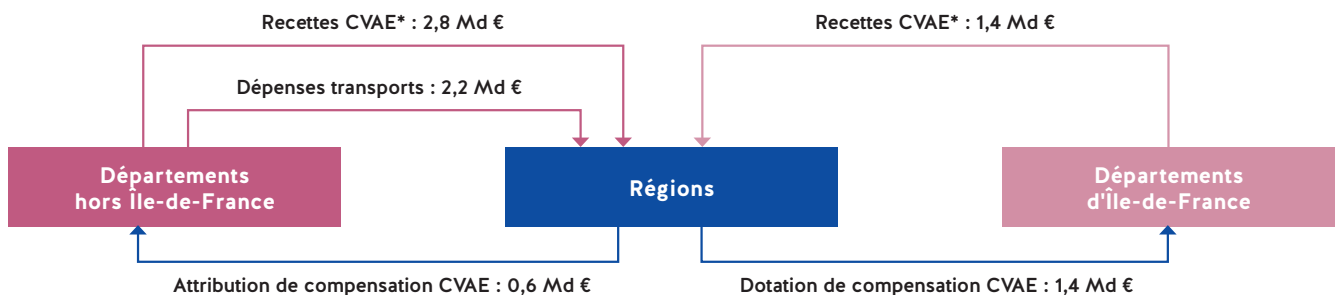 Recettes CVAE* : 2,8 Md €
Recettes CVAE* : 1,4 Md €
Dépenses transports : 2,2 Md €
Départements
hors Île-de-France
Régions
Départements
d'Île-de-France
Attribution de compensation CVAE : 0,6 Md €
Dotation de compensation CVAE : 1,4 Md €